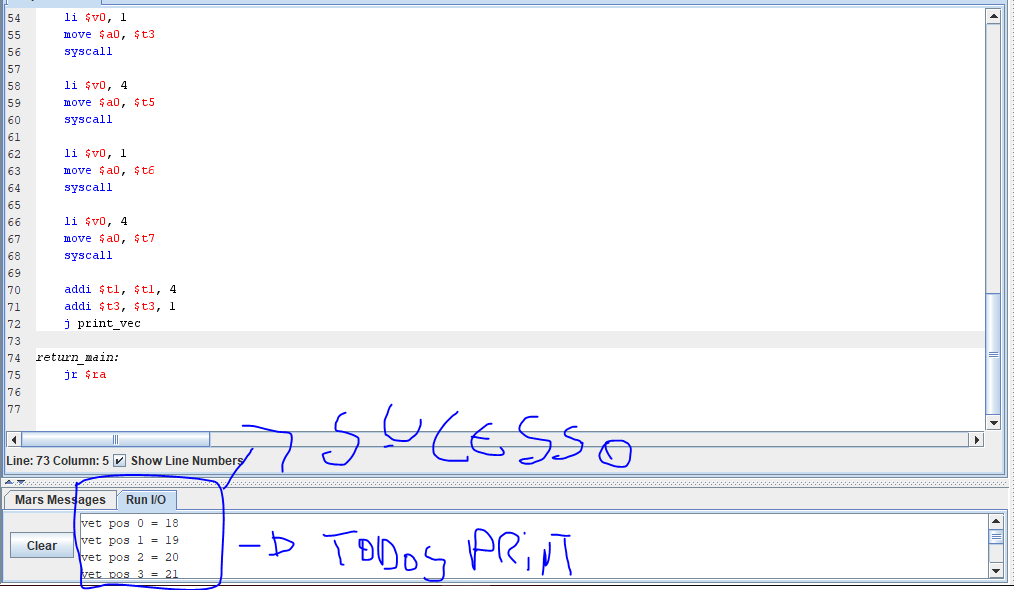 54 li $v0, 1
55 move $a0, $t3
56 syscall
57
58 li $v0, 4
59 move $a0, $t5
60 syscall
61
62 li $v0, 1
63 move $a0, $t6
64 syscall
65
66 li $v0, 4
67 move $a0, $t7
68 syscall
69
70 addi $t1, $t1, 4
71 addi $t3, $t3, 1
72 j print_vec
73
74 return_main:
75 jr $ra
76
77
SUCESSO
Line: 73 Column: 5 Show Line Numbers
Mars Messages Run I/O
Clear
vet pos 0 = 18
vet pos 1 = 19
vet pos 2 = 20
vet pos 3 = 21
TODOS PRINT